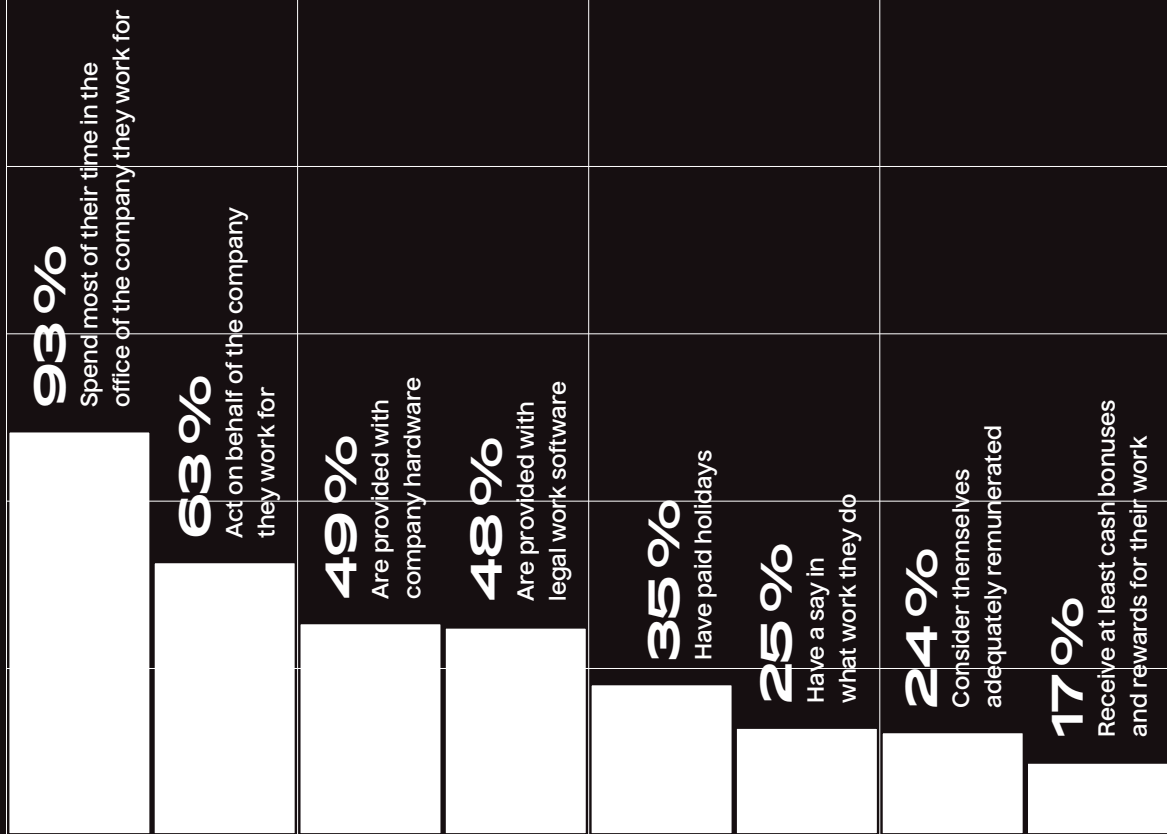 93 %
Spend most of their time in the
office of the company they work for
63 %
Act on behalf of the company
they work for
49 %
Are provided with
company hardware
48 %
Are provided with
legal work software
35 %
Have paid holidays
25 %
Have a say in
what work they do
24 %
Consider themselves
adequately remunerated
17 %
Receive at least cash bonuses
and rewards for their work